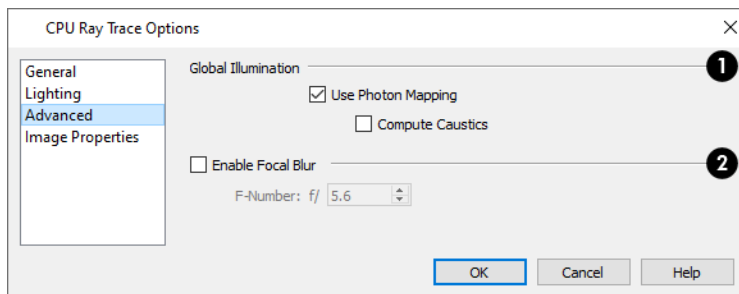 CPU Ray Trace Options
General
Lighting
Advanced
Image Properties
Global Illumination
1
Use Photon Mapping
Compute Caustics
Enable Focal Blur
2
F-Number: f/ 5.6
OK Cancel Help